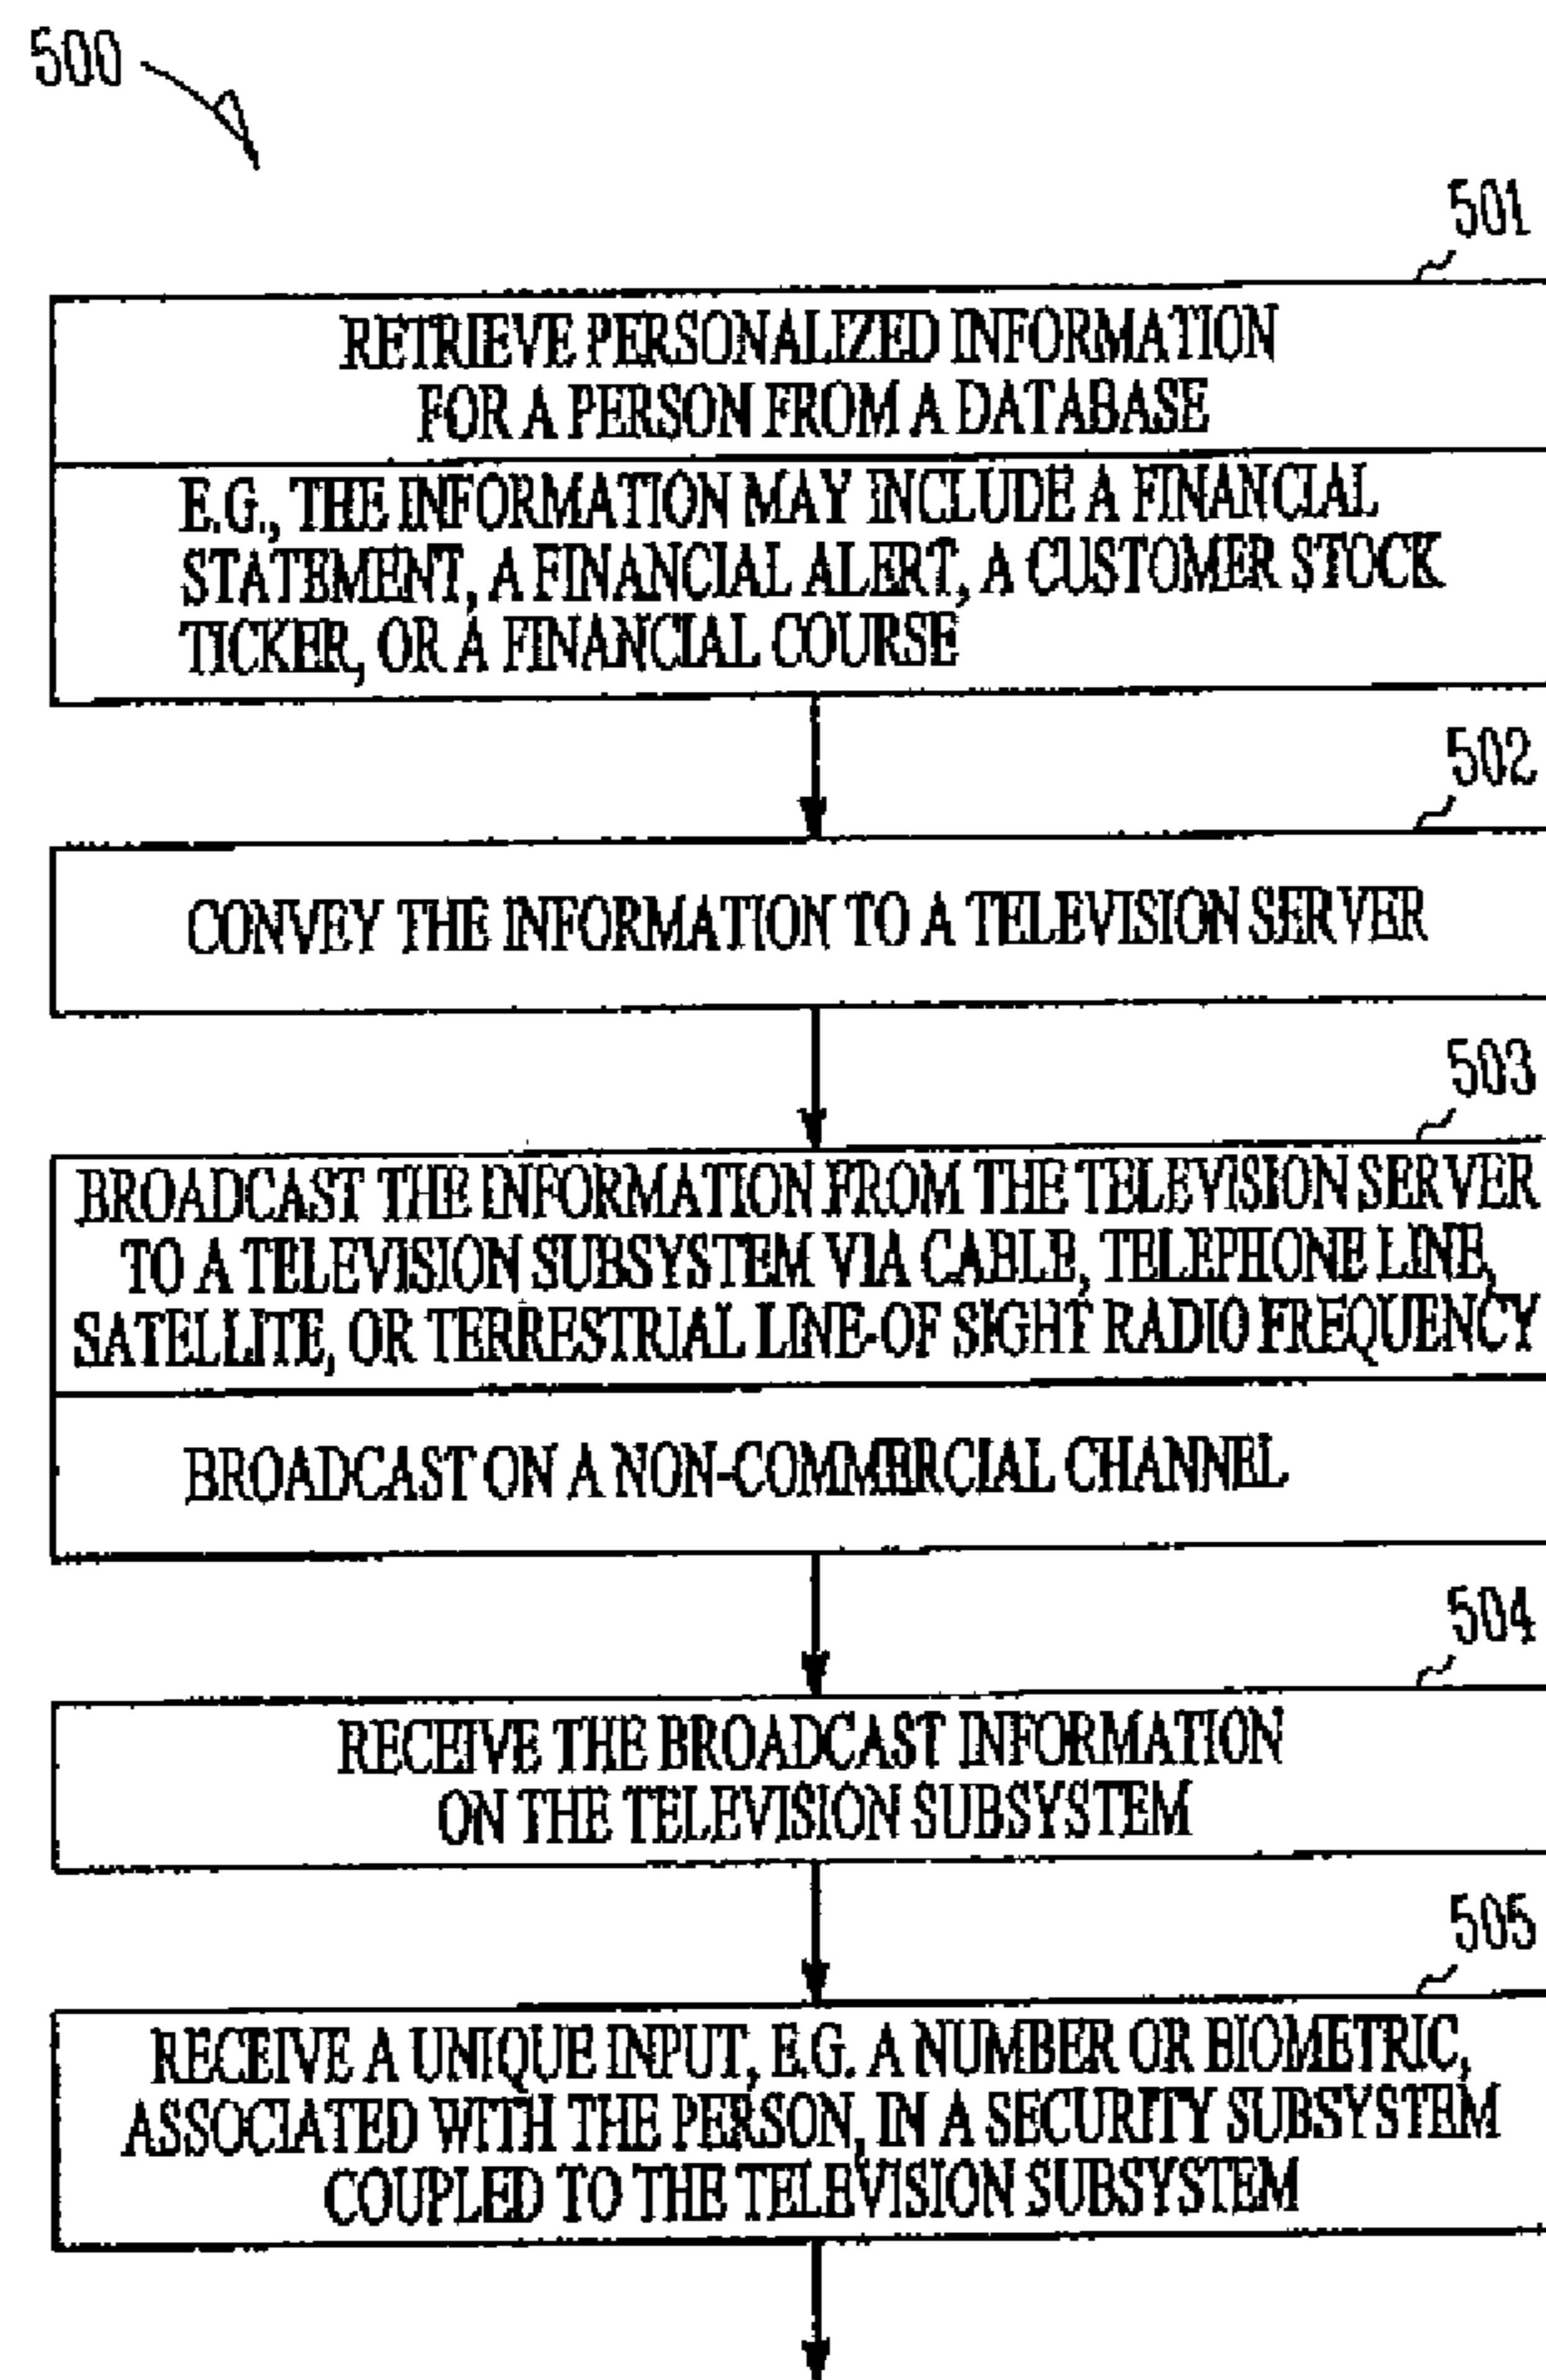 500
501
RETRIEVE PERSONALIZED INFORMATION
FOR A PERSON FROM A DATABASE
E.G., THE INFORMATION MAY INCLUDE A FINANCIAL
STATEMENT, A FINANCIAL ALERT, A CUSTOMER STOCK
TICKER, OR A FINANCIAL COURSE
502
CONVEY THE INFORMATION TO A TELEVISION SERVER
503
BROADCAST THE INFORMATION FROM THE TELEVISION SERVER
TO A TELEVISION SUBSYSTEM VIA CABLE, TELEPHONE LINE,
SATELLITE, OR TERRESTRIAL LINE-OF SIGHT RADIO FREQUENCY
BROADCAST ON A NON-COMMERCIAL CHANNEL
504
RECEIVE THE BROADCAST INFORMATION
ON THE TELEVISION SUBSYSTEM
505
RECEIVE A UNIQUE INPUT, E.G. A NUMBER OR BIOMETRIC,
ASSOCIATED WITH THE PERSON, IN A SECURITY SUBSYSTEM
COUPLED TO THE TELEVISION SUBSYSTEM